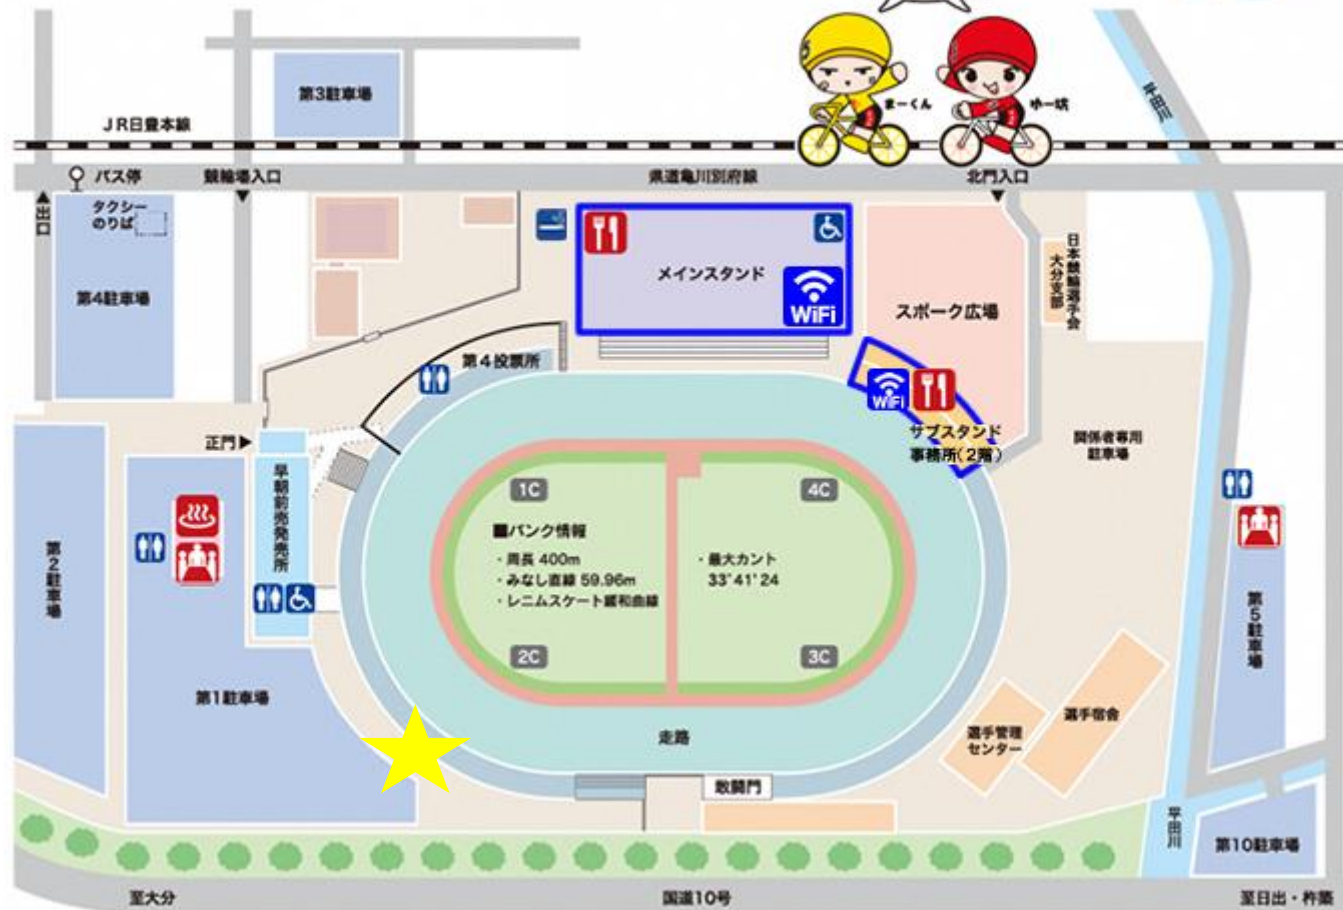 平田川
第3駐車場
まーくん
ゆー坊
JR日豊本線
バス停
競輪場入口
県道亀川別府線
北門入口
▲出口
タクシー
のりば
第4駐車場
メインスタンド
WiFi
スポーク広場
日本競輪選手会
大分支部
第4投票所
WiFi
サブスタンド
事務所(2階)
関係者専用
駐車場
正門▶
早朝前売発売所
1C
4C
■バンク情報
・周長 400m
・みなし直線 59.96m
・レニムスケート緩和曲線
・最大カント
33°41'24
第2駐車場
第5駐車場
2C
3C
第1駐車場
走路
選手管理
センター
選手宿舎
敢闘門
平田川
第10駐車場
至大分
国道10号
至日出・杵築